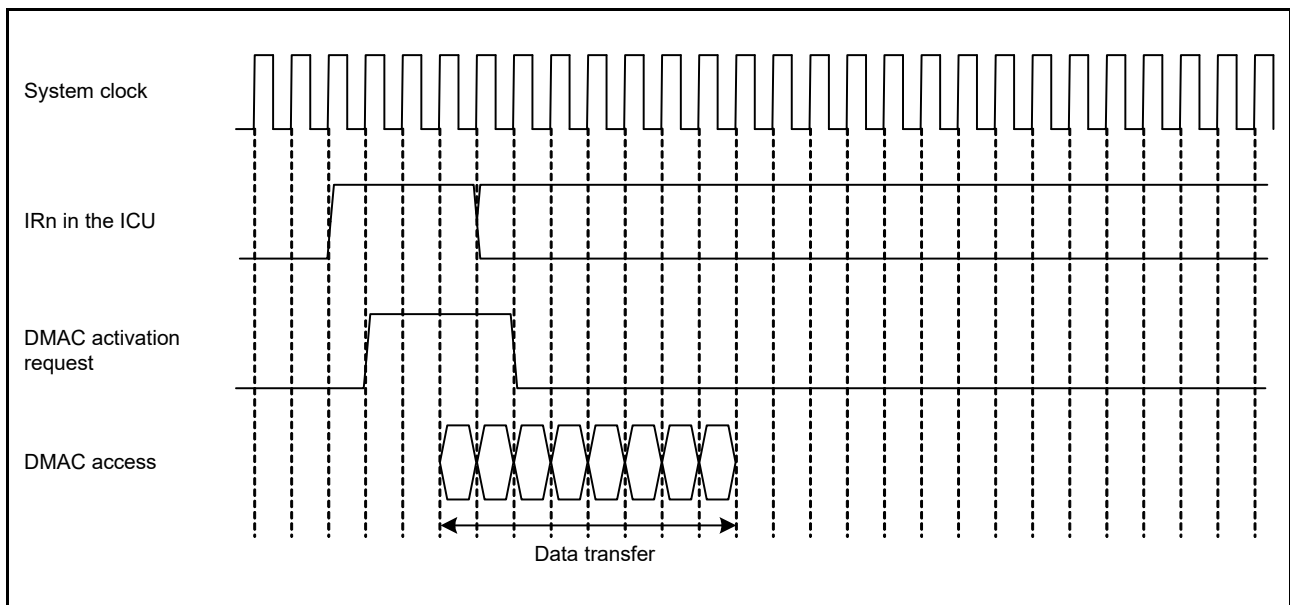 System clock
IRn in the ICU
DMAC activation
request
DMAC access
Data transfer